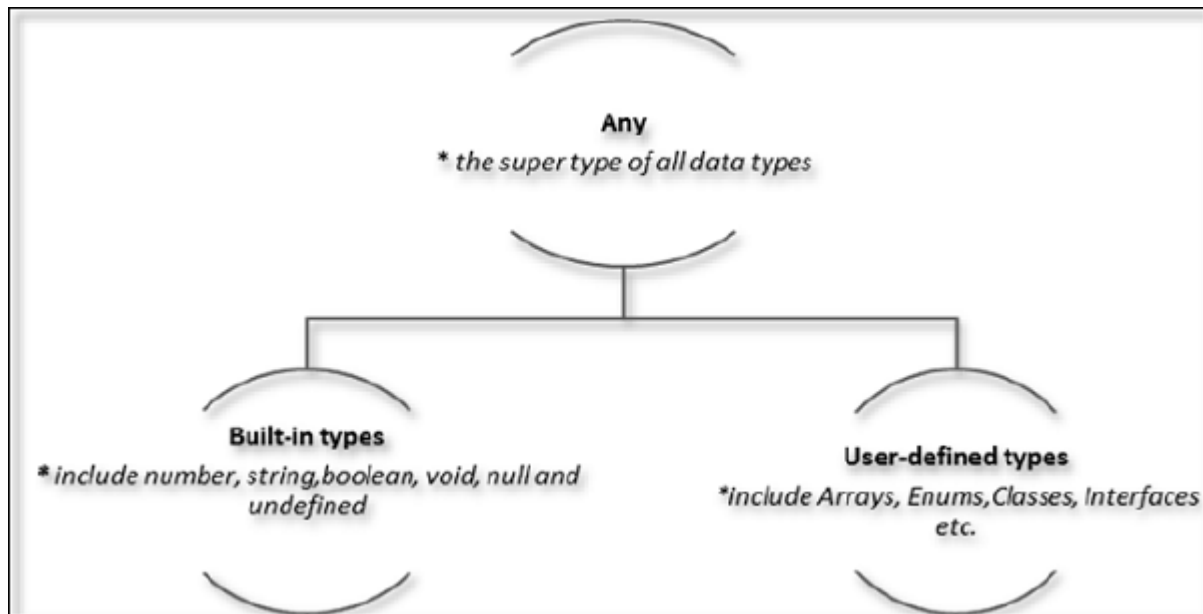 Any
* the super type of all data types
Built-in types
* include number, string,boolean, void, null and
undefined
User-defined types
*include Arrays, Enums,Classes, Interfaces
etc.